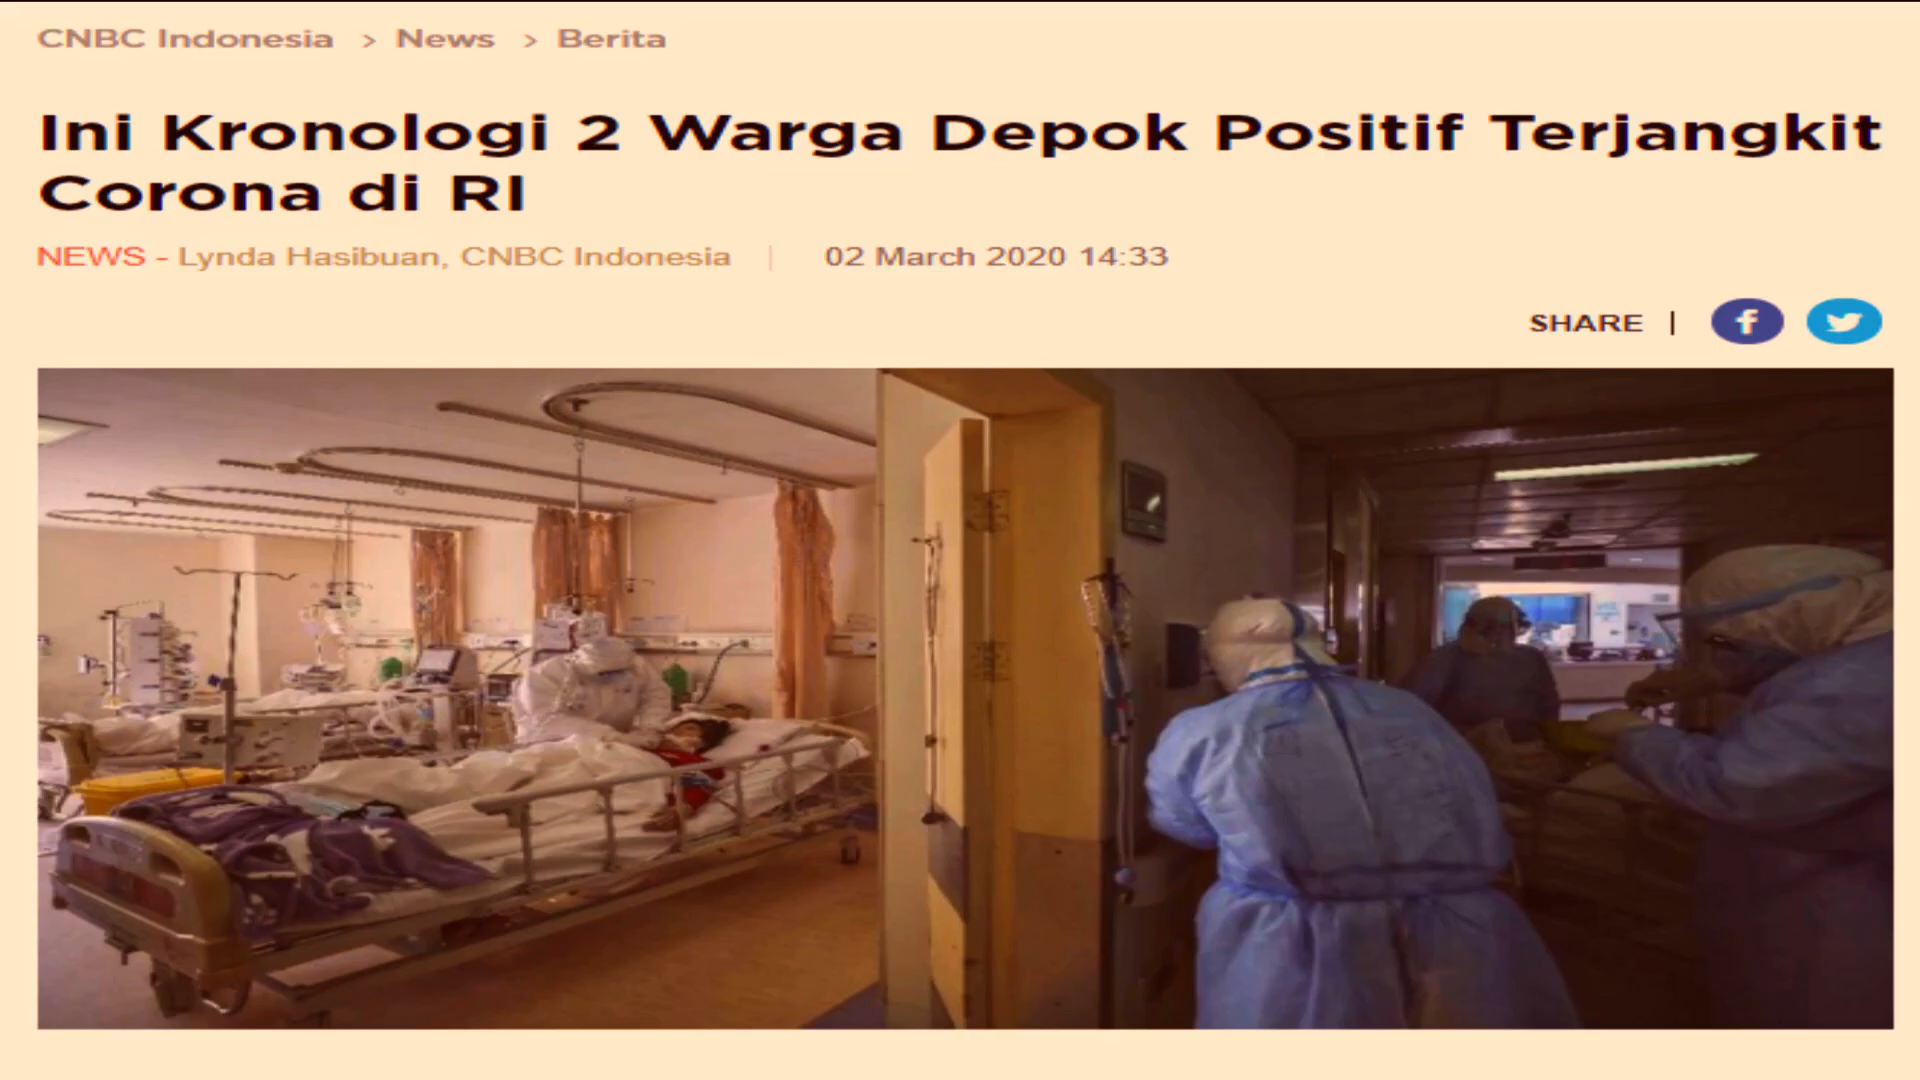 CNBC Indonesia > News > Berita
Ini Kronologi 2 Warga Depok Positif Terjangkit
Corona di RI
NEWS - Lynda Hasibuan, CNBC Indonesia | 02 March 2020 14:33
SHARE |